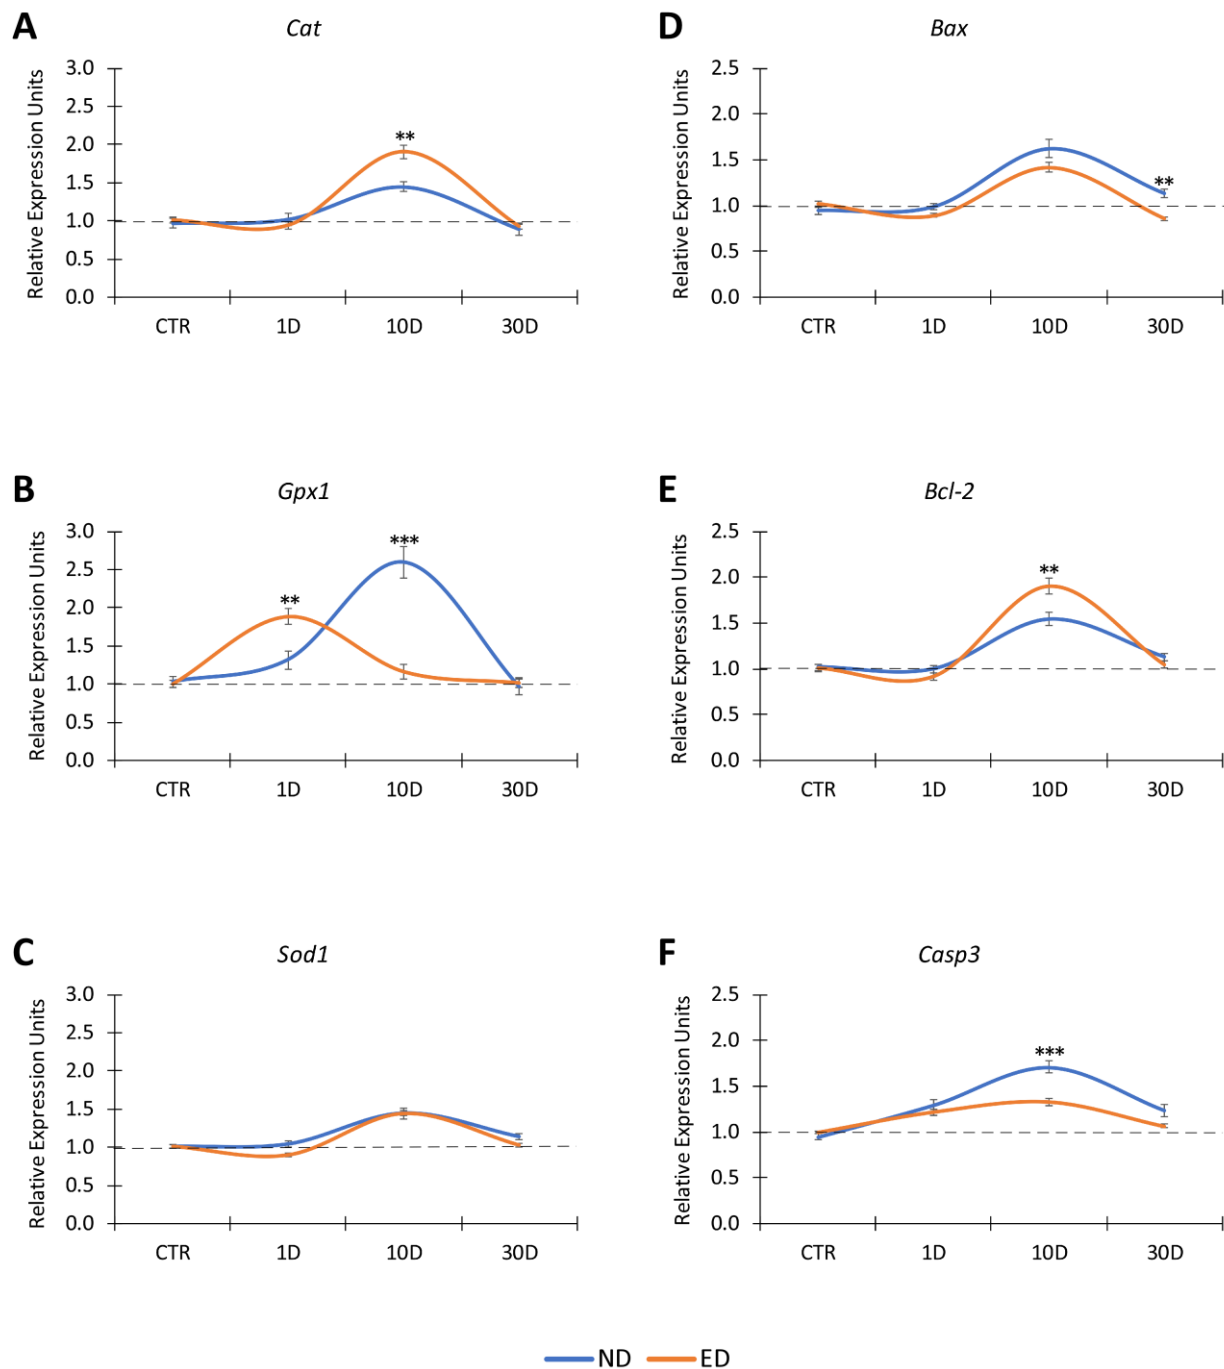 A
Cat
Relative Expression Units
3.0
2.5
2.0
1.5
1.0
0.5
0.0
**
CTR 1D 10D 30D
B
Gpx1
Relative Expression Units
3.0
2.5
2.0
1.5
1.0
0.5
0.0
**
***
CTR 1D 10D 30D
C
Sod1
Relative Expression Units
3.0
2.5
2.0
1.5
1.0
0.5
0.0
CTR 1D 10D 30D
D
Bax
Relative Expression Units
2.5
2.0
1.5
1.0
0.5
0.0
**
CTR 1D 10D 30D
E
Bcl-2
Relative Expression Units
2.5
2.0
1.5
1.0
0.5
0.0
**
CTR 1D 10D 30D
F
Casp3
Relative Expression Units
2.5
2.0
1.5
1.0
0.5
0.0
***
CTR 1D 10D 30D
ND ED